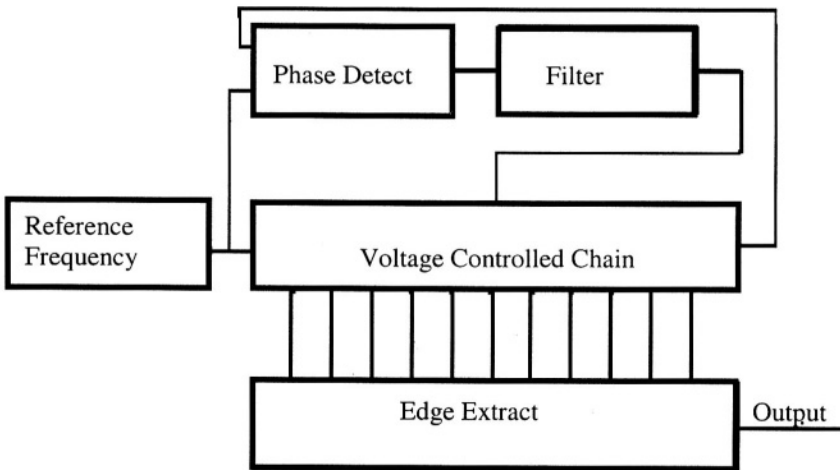 Phase Detect
Filter
Reference
Frequency
Voltage Controlled Chain
Edge Extract
Output